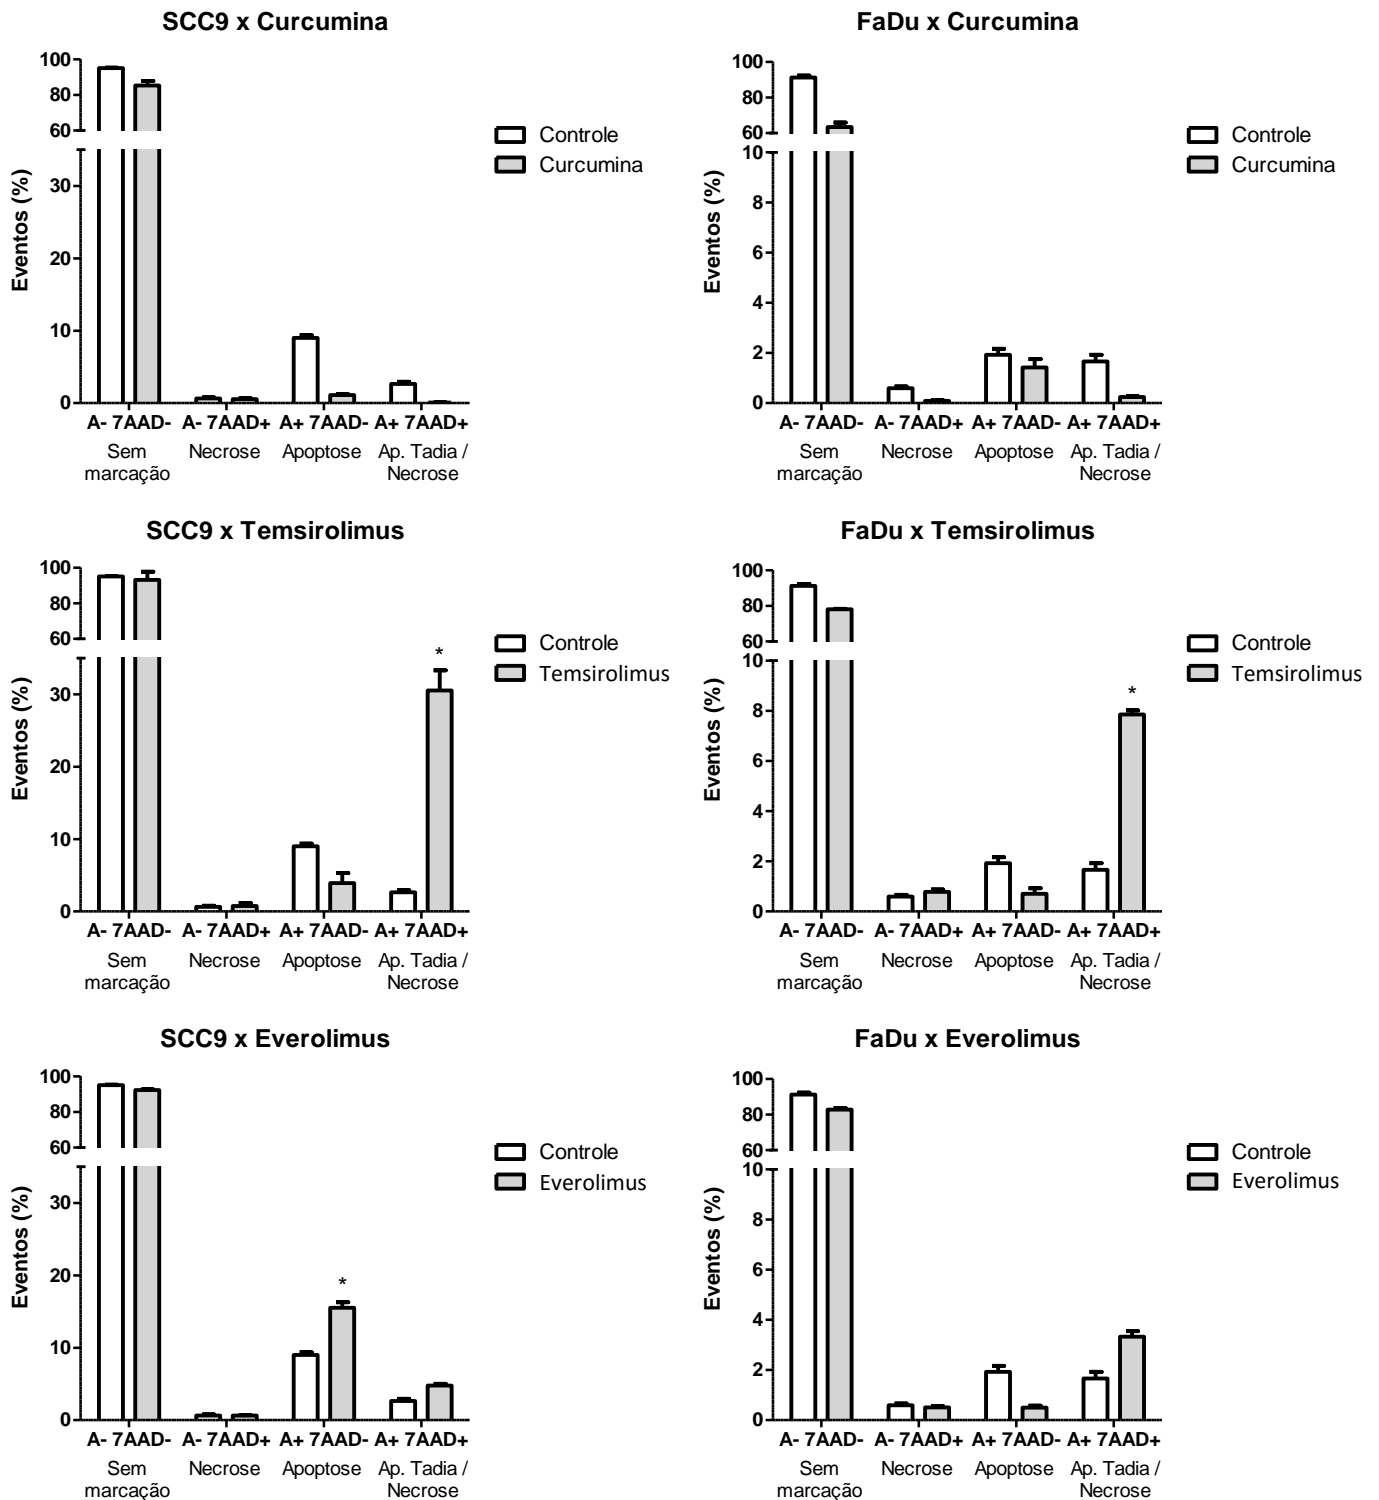 SCC9 x Curcumina
100
80
60
30
20
10
0
Eventos (%)
Controle
Curcumina
A- 7AAD- A- 7AAD+ A+ 7AAD- A+ 7AAD+
Sem marcação
Necrose
Apoptose
Ap. Tadia / Necrose
FaDu x Curcumina
100
80
60
10
8
6
4
2
0
Eventos (%)
Controle
Curcumina
A- 7AAD- A- 7AAD+ A+ 7AAD- A+ 7AAD+
Sem marcação
Necrose
Apoptose
Ap. Tadia / Necrose
SCC9 x Temsirolimus
100
80
60
30
20
10
0
Eventos (%)
*
Controle
Temsirolimus
A- 7AAD- A- 7AAD+ A+ 7AAD- A+ 7AAD+
Sem marcação
Necrose
Apoptose
Ap. Tadia / Necrose
FaDu x Temsirolimus
100
80
60
10
8
6
4
2
0
Eventos (%)
*
Controle
Temsirolimus
A- 7AAD- A- 7AAD+ A+ 7AAD- A+ 7AAD+
Sem marcação
Necrose
Apoptose
Ap. Tadia / Necrose
SCC9 x Everolimus
100
80
60
30
20
10
0
Eventos (%)
*
Controle
Everolimus
A- 7AAD- A- 7AAD+ A+ 7AAD- A+ 7AAD+
Sem marcação
Necrose
Apoptose
Ap. Tadia / Necrose
FaDu x Everolimus
100
80
60
10
8
6
4
2
0
Eventos (%)
Controle
Everolimus
A- 7AAD- A- 7AAD+ A+ 7AAD- A+ 7AAD+
Sem marcação
Necrose
Apoptose
Ap. Tadia / Necrose